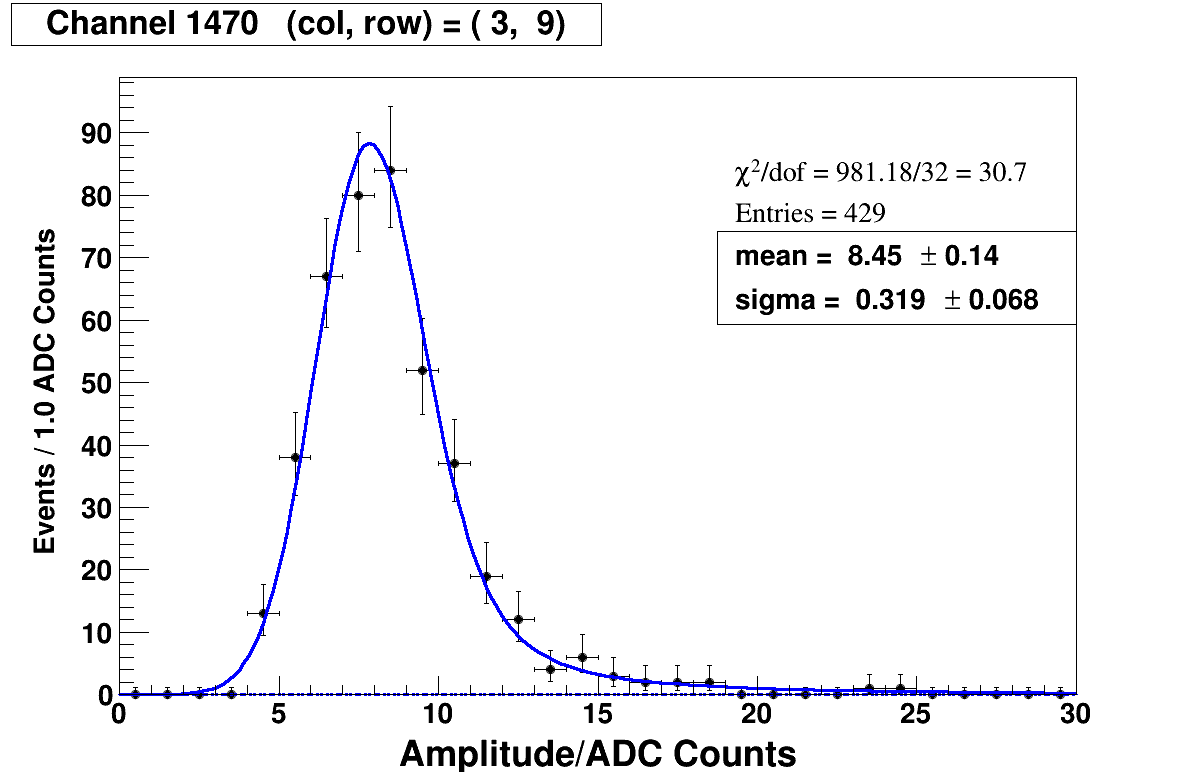 Channel 1470 (col, row) = ( 3, 9)
χ²/dof = 981.18/32 = 30.7
Entries = 429
mean = 8.45 ± 0.14
sigma = 0.319 ± 0.068
Events / 1.0 ADC Counts
90
80
70
60
50
40
30
20
10
0
0 5 10 15 20 25 30
Amplitude/ADC Counts